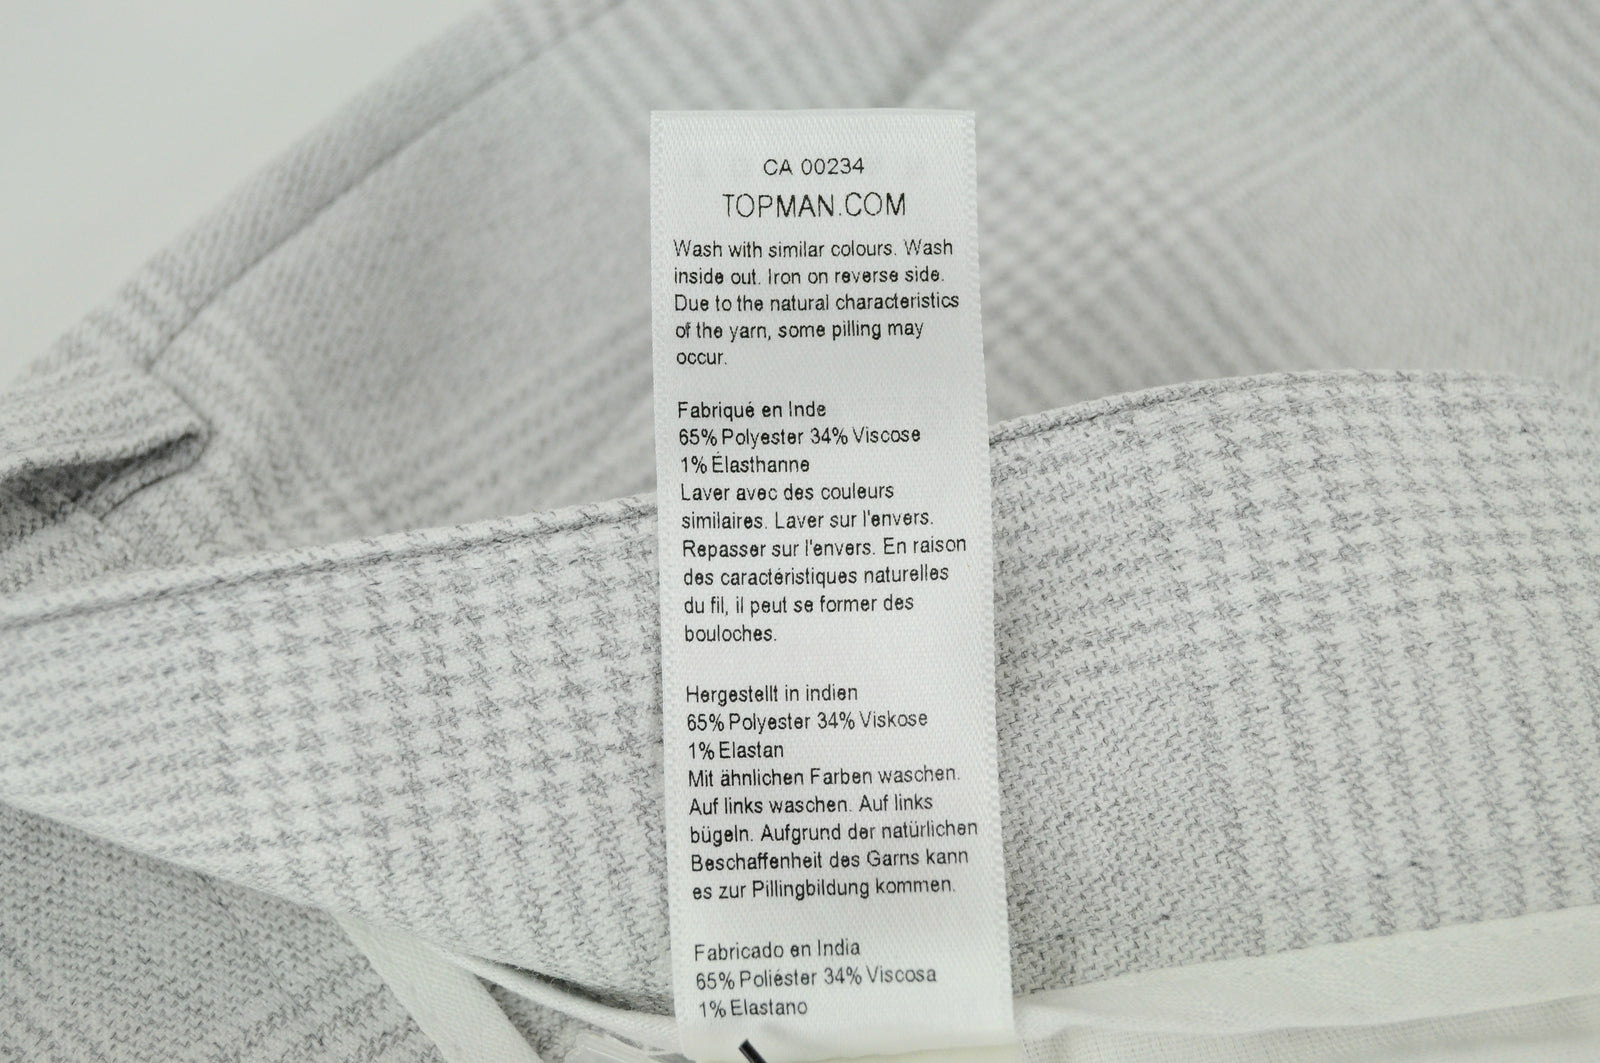 CA 00234
TOPMAN.COM
Wash with similar colours. Wash
inside out. Iron on reverse side.
Due to the natural characteristics
of the yarn, some pilling may
occur.
Fabriqué en Inde
65% Polyester 34% Viscose
1% Élasthanne
Laver avec des couleurs
similaires. Laver sur l'envers.
Repasser sur l'envers. En raison
des caractéristiques naturelles
du fil, il peut se former des
bouloches.
Hergestellt in indien
65% Polyester 34% Viskose
1% Elastan
Mit ähnlichen Farben waschen.
Auf links waschen. Auf links
bügeln. Aufgrund der natürlichen
Beschaffenheit des Garns kann
es zur Pillingbildung kommen.
Fabricado en India
65% Poliéster 34% Viscosa
1% Elastano